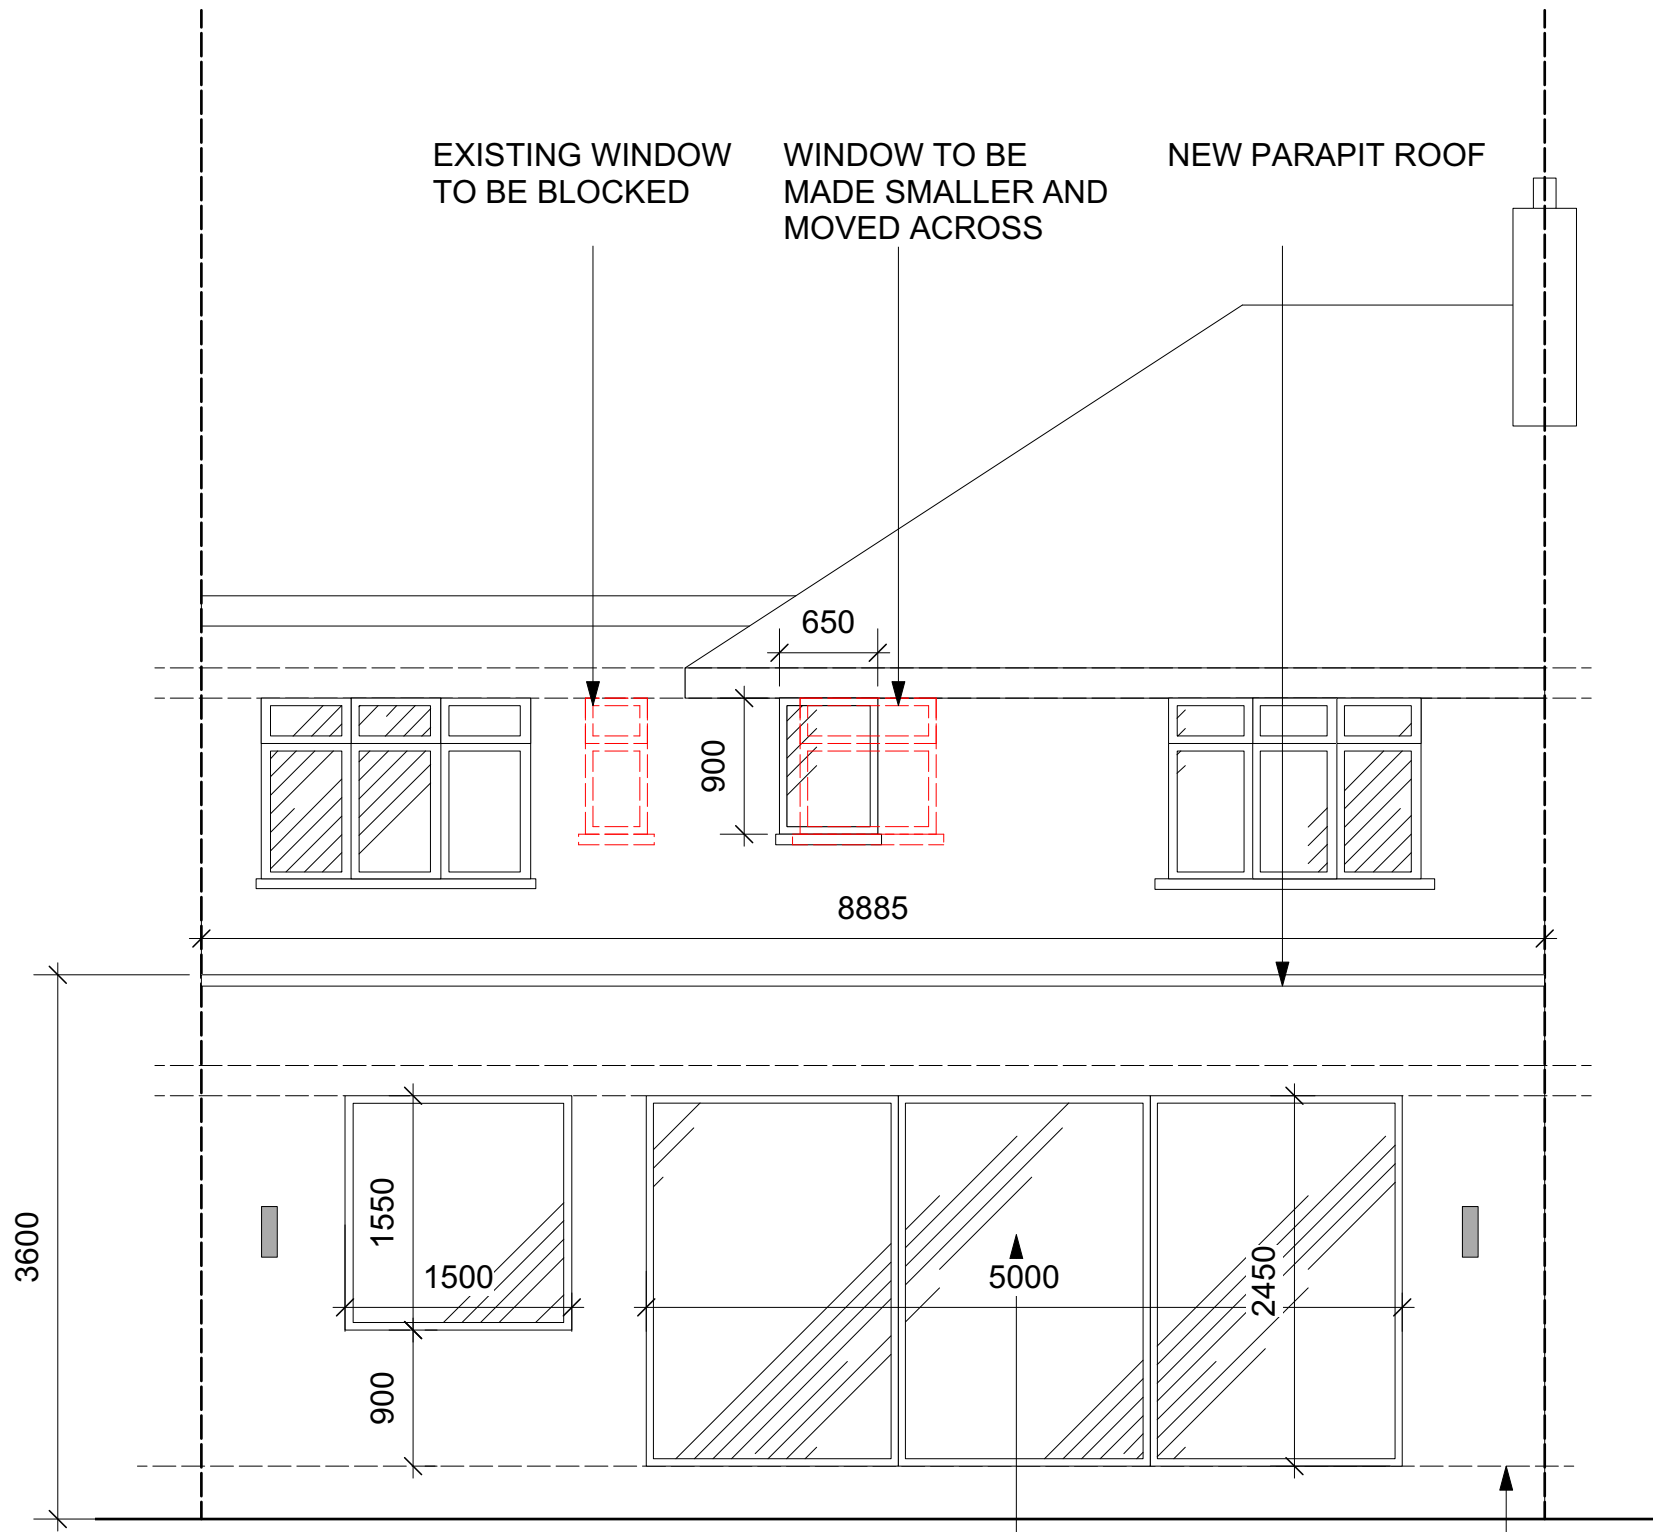 EXISTING WINDOW
TO BE BLOCKED
WINDOW TO BE
MADE SMALLER AND
MOVED ACROSS
NEW PARAPIT ROOF
650
900
8885
3600
1550
1500
900
5000
2450